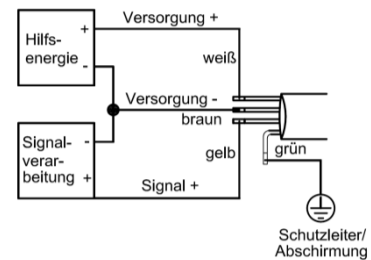 Versorgung +
+
Hilfs-
energie
-
weiß
Versorgung -
braun
Signal-
verar-
beitung
-
+
gelb
grün
Signal +
Schutzleiter/
Abschirmung